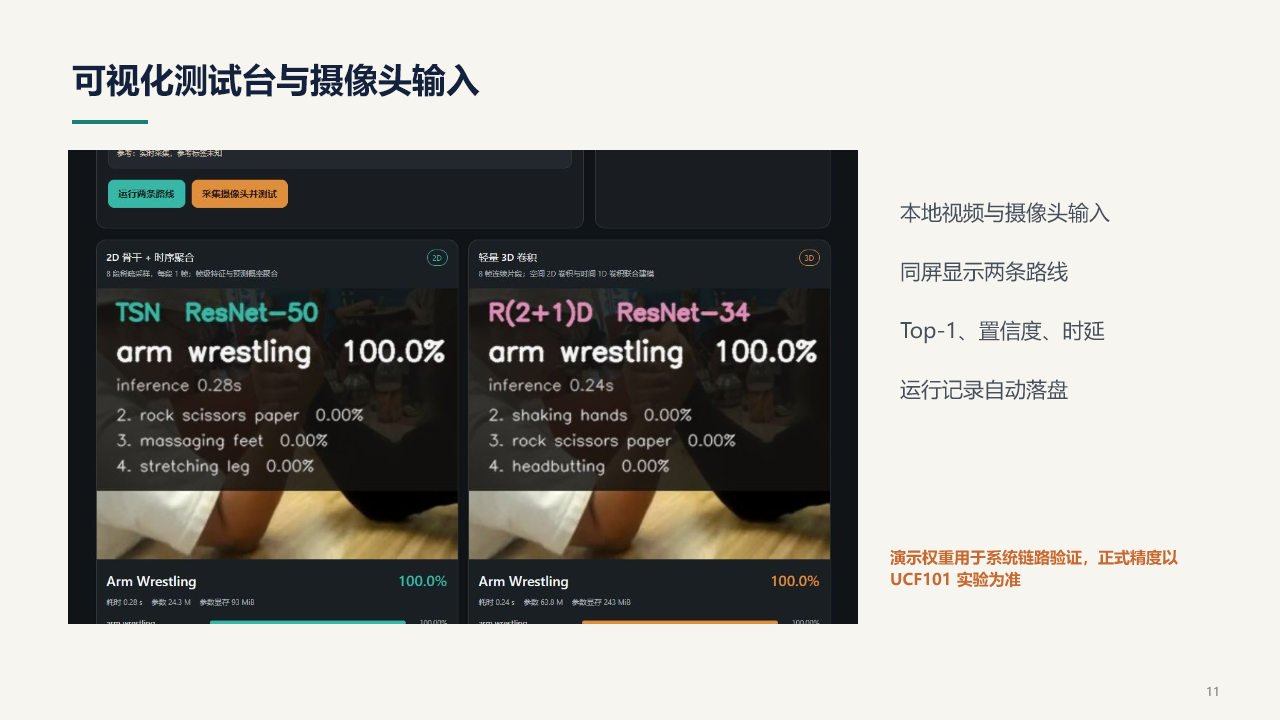 可视化测试台与摄像头输入
参考：实时采集，参考标签未知
运行两条路线
采集摄像头并测试
2D 骨干 + 时序聚合
2D
8 段稀疏采样，每段 1 帧；帧级特征与预测概率聚合
TSN ResNet-50
arm wrestling 100.0%
inference 0.28s
2. rock scissors paper 0.00%
3. massaging feet 0.00%
4. stretching leg 0.00%
Arm Wrestling 100.0%
耗时 0.28 s 参数 24.3 M 参数显存 93 MiB
arm wrestling 100.00%
轻量 3D 卷积
3D
8 帧连续片段；空间 2D 卷积与时间 1D 卷积联合建模
R(2+1)D ResNet-34
arm wrestling 100.0%
inference 0.24s
2. shaking hands 0.00%
3. rock scissors paper 0.00%
4. headbutting 0.00%
Arm Wrestling 100.0%
耗时 0.24 s 参数 63.8 M 参数显存 243 MiB
arm wrestling 100.00%
本地视频与摄像头输入
同屏显示两条路线
Top-1、置信度、时延
运行记录自动落盘
演示权重用于系统链路验证，正式精度以
UCF101 实验为准
11